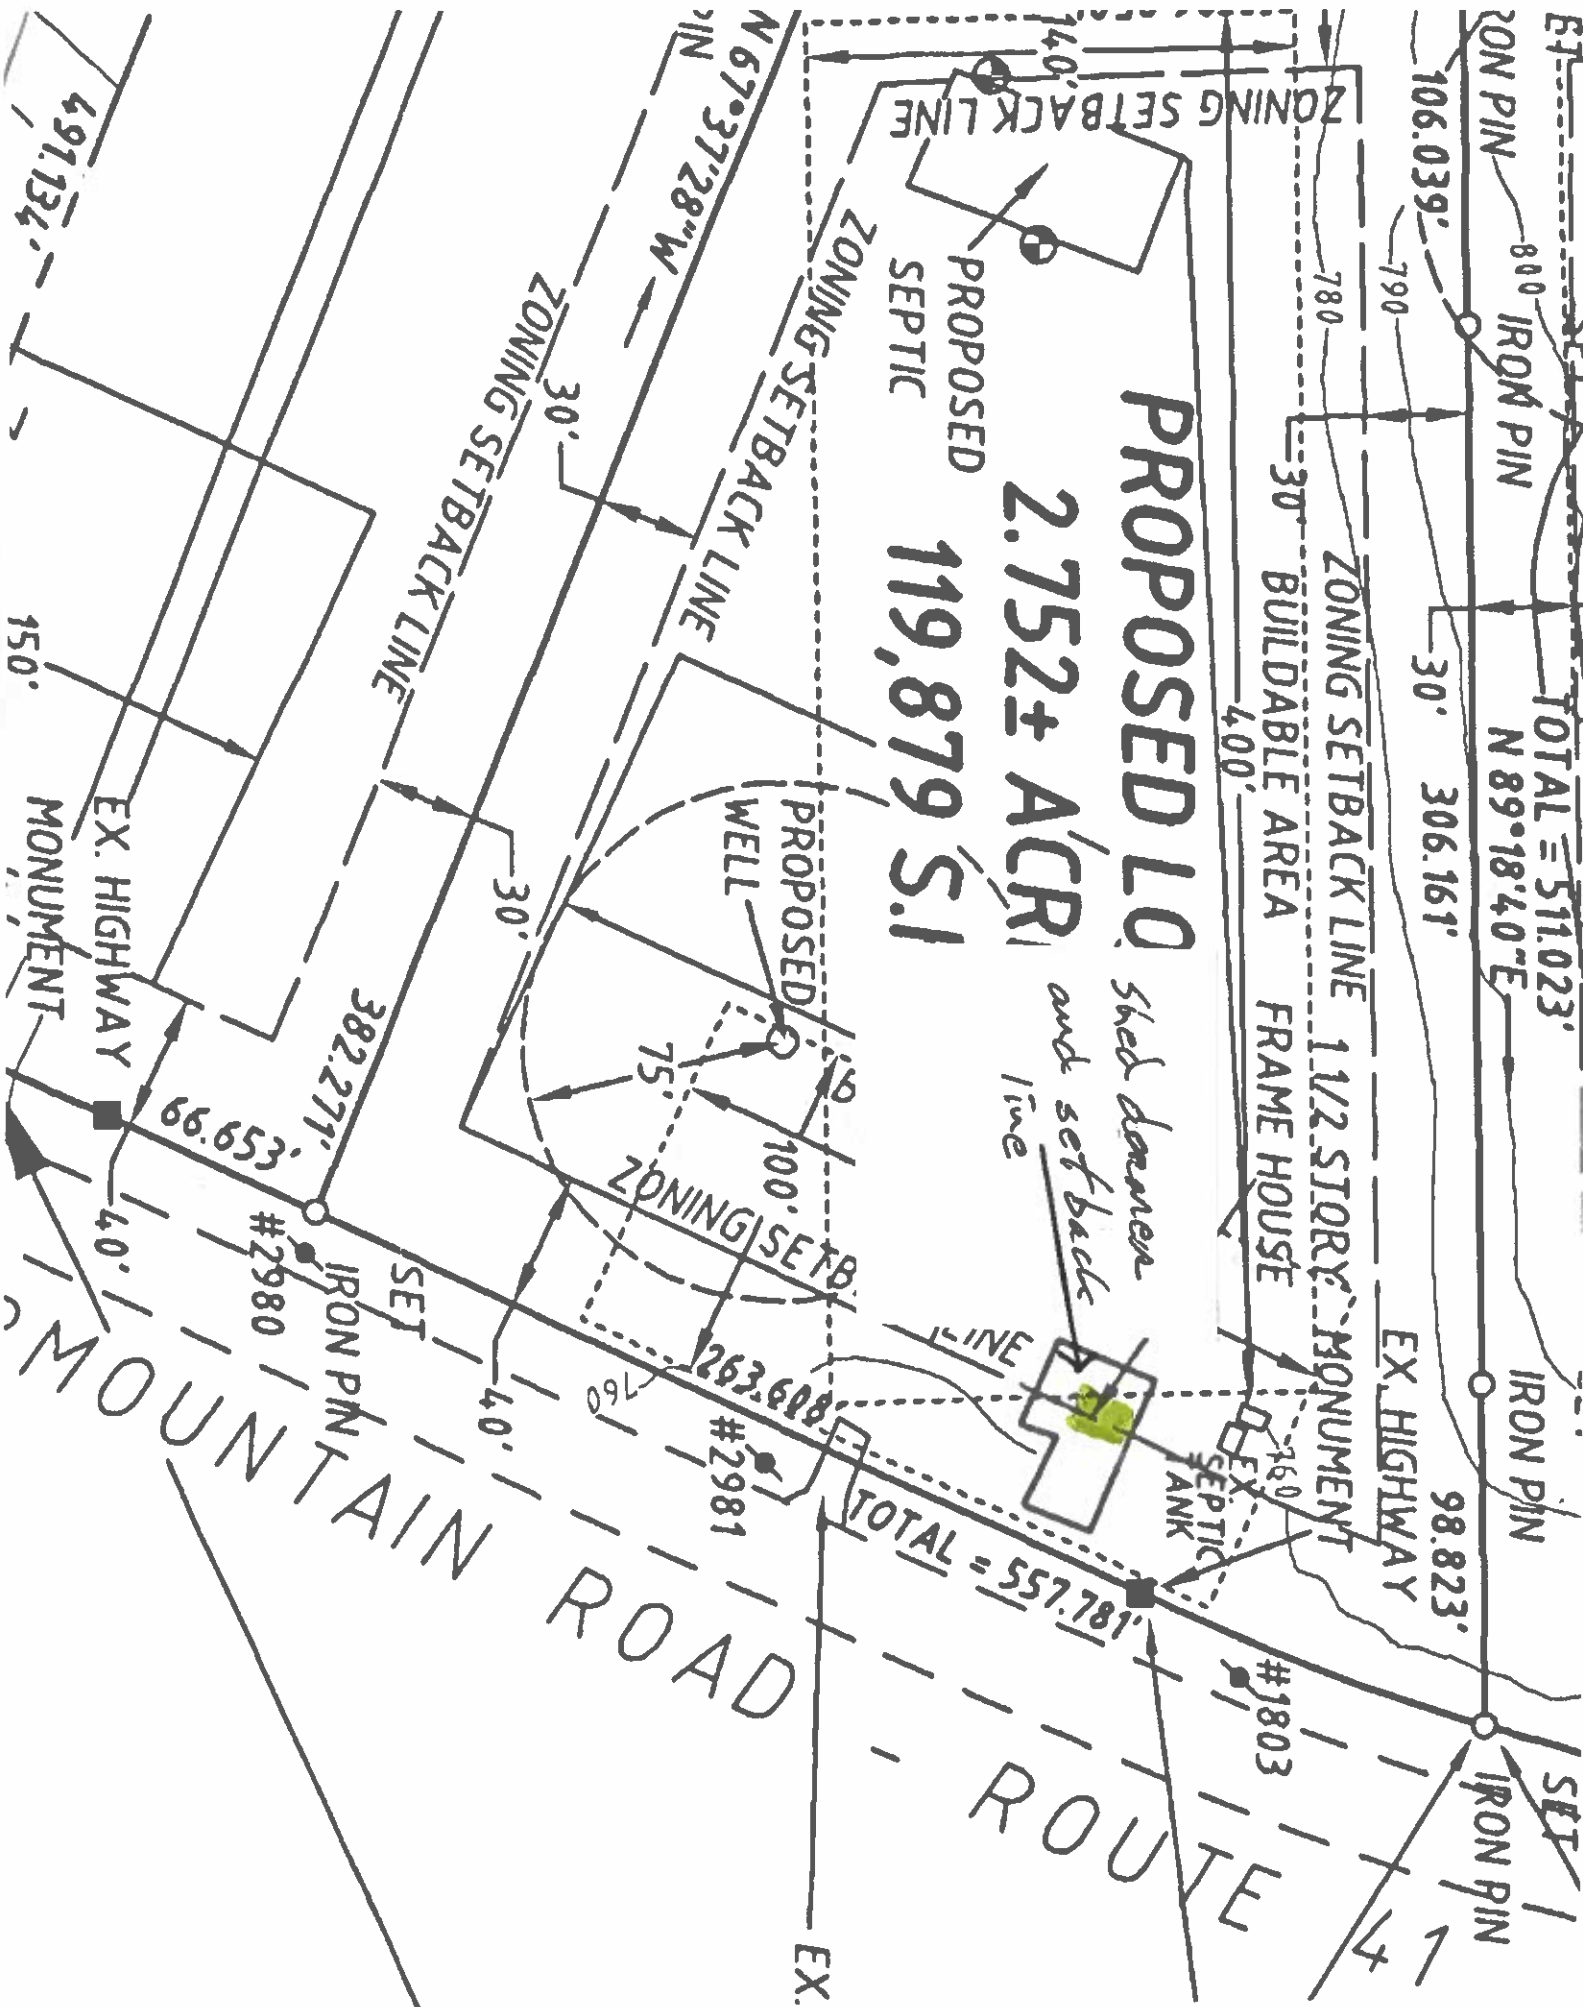 ZONING SETBACK LINE
140'
ET
IRON PIN
800
106.039'
IRON PIN
790
780
30'
30'
TOTAL = 511.023'
N 89°18'40"E
306.161'
ZONING SETBACK LINE
BUILDABLE AREA
400'
1 1/2 STORY
FRAME HOUSE
IRON PIN
98.823'
EX. HIGHWAY
MONUMENT
SET
IRON PIN
PROPOSED LO
2.752± ACR
119,879 S.
PROPOSED
SEPTIC
Shed dormer
and set back
line
LINE
EX
SEPTIC
TANK
760
#1803
ZONING SETBACK LINE
PROPOSED
WELL
75'
100'
ZONING SETB
263.608
TOTAL = 557.781'
#2981
760
40'
N 67°37'28" W
PIN
30'
ZONING SETBACK LINE
30'
382.271'
SET
IRON PIN
#2980
66.653'
40'
491.134'
150'
EX. HIGHWAY
MONUMENT
MOUNTAIN ROAD - ROUTE 41
EX.